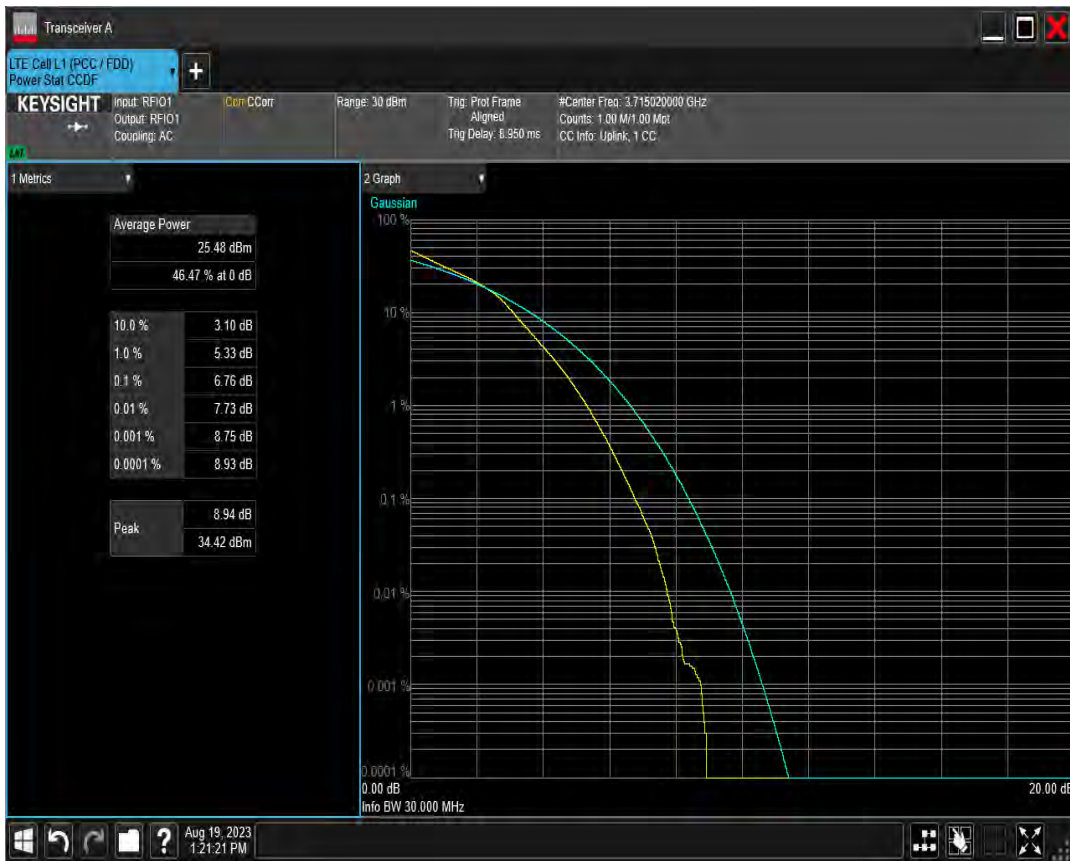 Transceiver A
LTE Cell L1 (PCC / FDD)
Power Stat CCDF
+
KEYSIGHT
Input: RFIO1
Output: RFIO1
Coupling: AC
Corr CCorr
Range: 30 dBm
Trig: Prot Frame
Aligned
Trig Delay: 8.950 ms
#Center Freq: 3.715020000 GHz
Counts: 1.00 M/1.00 Mpt
CC Info: Uplink, 1 CC
LXI
1 Metrics
Average Power
25.48 dBm
46.47 % at 0 dB
10.0 % 3.10 dB
1.0 % 5.33 dB
0.1 % 6.76 dB
0.01 % 7.73 dB
0.001 % 8.75 dB
0.0001 % 8.93 dB
Peak 8.94 dB
34.42 dBm
2 Graph
Gaussian
100 %
10 %
1 %
0.1 %
0.01 %
0.001 %
0.0001 %
0.00 dB
20.00 dB
Info BW 30.000 MHz
?
Aug 19, 2023
1:21:21 PM